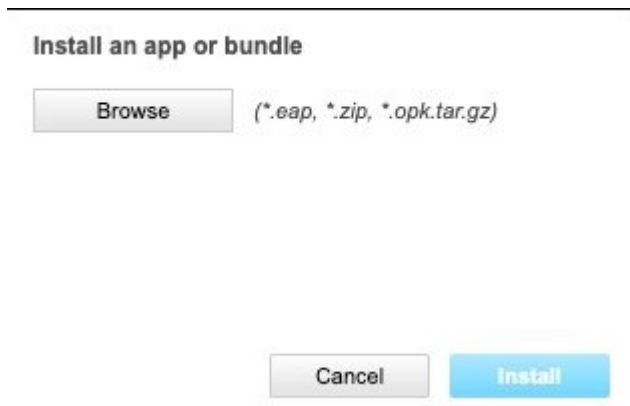 Install an app or bundle
Browse (*.eap, *.zip, *.opk.tar.gz)
Cancel Install